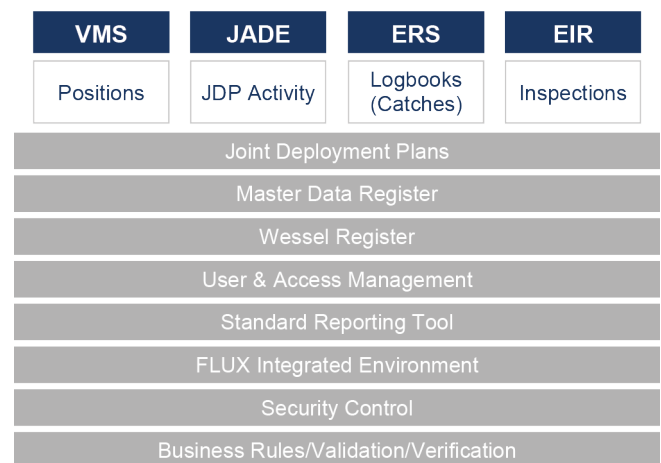 VMS
JADE
ERS
EIR
Positions
JDP Activity
Logbooks
(Catches)
Inspections
Joint Deployment Plans
Master Data Register
Wessel Register
User & Access Management
Standard Reporting Tool
FLUX Integrated Environment
Security Control
Business Rules/Validation/Verification